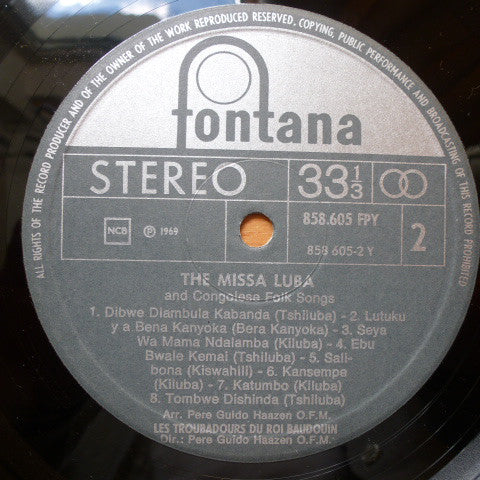 ALL RIGHTS OF THE RECORD PRODUCER AND OF THE OWNER OF THE WORK REPRODUCED RESERVED. COPYING, PUBLIC PERFORMANCE AND BROADCASTING OF THIS RECORD PROHIBITED
fontana
STEREO 33 1/3
858.605 FPY
NCB ℗ 1969 858 605-2 Y 2
THE MISSA LUBA
and Congolese Folk Songs
1. Dibwe Diambula Kabanda (Tshiluba) - 2. Lutuku
y a Bena Kanyoka (Bera Kanyoka) - 3. Seya
Wa Mama Ndalamba (Kiluba) - 4. Ebu
Bwale Kemai (Tshiluba) - 5. Sali-
bona (Kiswahili) - 6. Kansempe
(Kiluba) - 7. Katumbo (Kiluba)
8. Tombwe Dishinda (Tshiluba)
Arr. Pere Guido Haazen O.F.M.
LES TROUBADOURS DU ROI BAUDOUIN
Dir.: Pere Guido Haazen O.F.M.